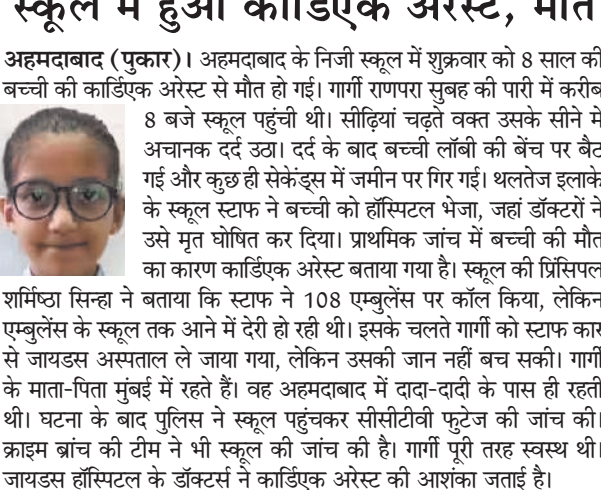 स्कूल में हुआ कार्डिएक अरेस्ट, मौत
अहमदाबाद (पुकार)। अहमदाबाद के निजी स्कूल में शुक्रवार को 8 साल की
बच्ची की कार्डिएक अरेस्ट से मौत हो गई। गार्गी राणपरा सुबह की पारी में करीब
8 बजे स्कूल पहुंची थी। सीढ़ियां चढ़ते वक्त उसके सीने मे
अचानक दर्द उठा। दर्द के बाद बच्ची लॉबी की बेंच पर बैट
गई और कुछ ही सेकेंड्स में जमीन पर गिर गई। थलतेज इलाके
के स्कूल स्टाफ ने बच्ची को हॉस्पिटल भेजा, जहां डॉक्टरों ने
उसे मृत घोषित कर दिया। प्राथमिक जांच में बच्ची की मौत
का कारण कार्डिएक अरेस्ट बताया गया है। स्कूल की प्रिंसिपल
शर्मिष्ठा सिन्हा ने बताया कि स्टाफ ने 108 एम्बुलेंस पर कॉल किया, लेकिन
एम्बुलेंस के स्कूल तक आने में देरी हो रही थी। इसके चलते गार्गी को स्टाफ कार
से जायडस अस्पताल ले जाया गया, लेकिन उसकी जान नहीं बच सकी। गार्गी
के माता-पिता मुंबई में रहते हैं। वह अहमदाबाद में दादा-दादी के पास ही रहती
थी। घटना के बाद पुलिस ने स्कूल पहुंचकर सीसीटीवी फुटेज की जांच की।
क्राइम ब्रांच की टीम ने भी स्कूल की जांच की है। गार्गी पूरी तरह स्वस्थ थी।
जायडस हॉस्पिटल के डॉक्टर्स ने कार्डिएक अरेस्ट की आशंका जताई है।